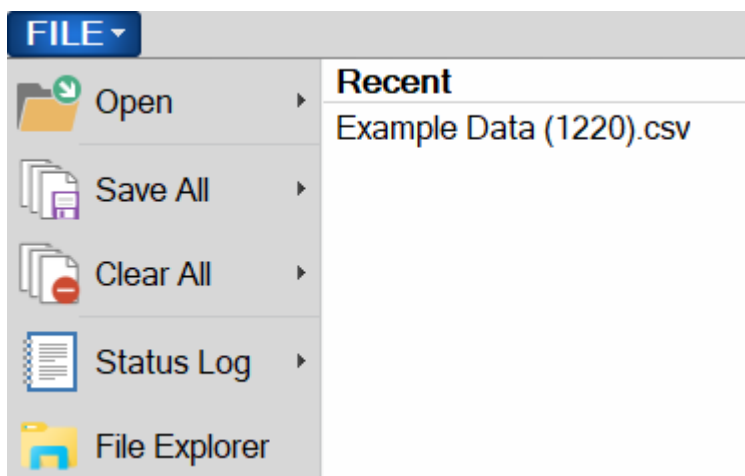 FILE
Open
Save All
Clear All
Status Log
File Explorer
Recent
Example Data (1220).csv